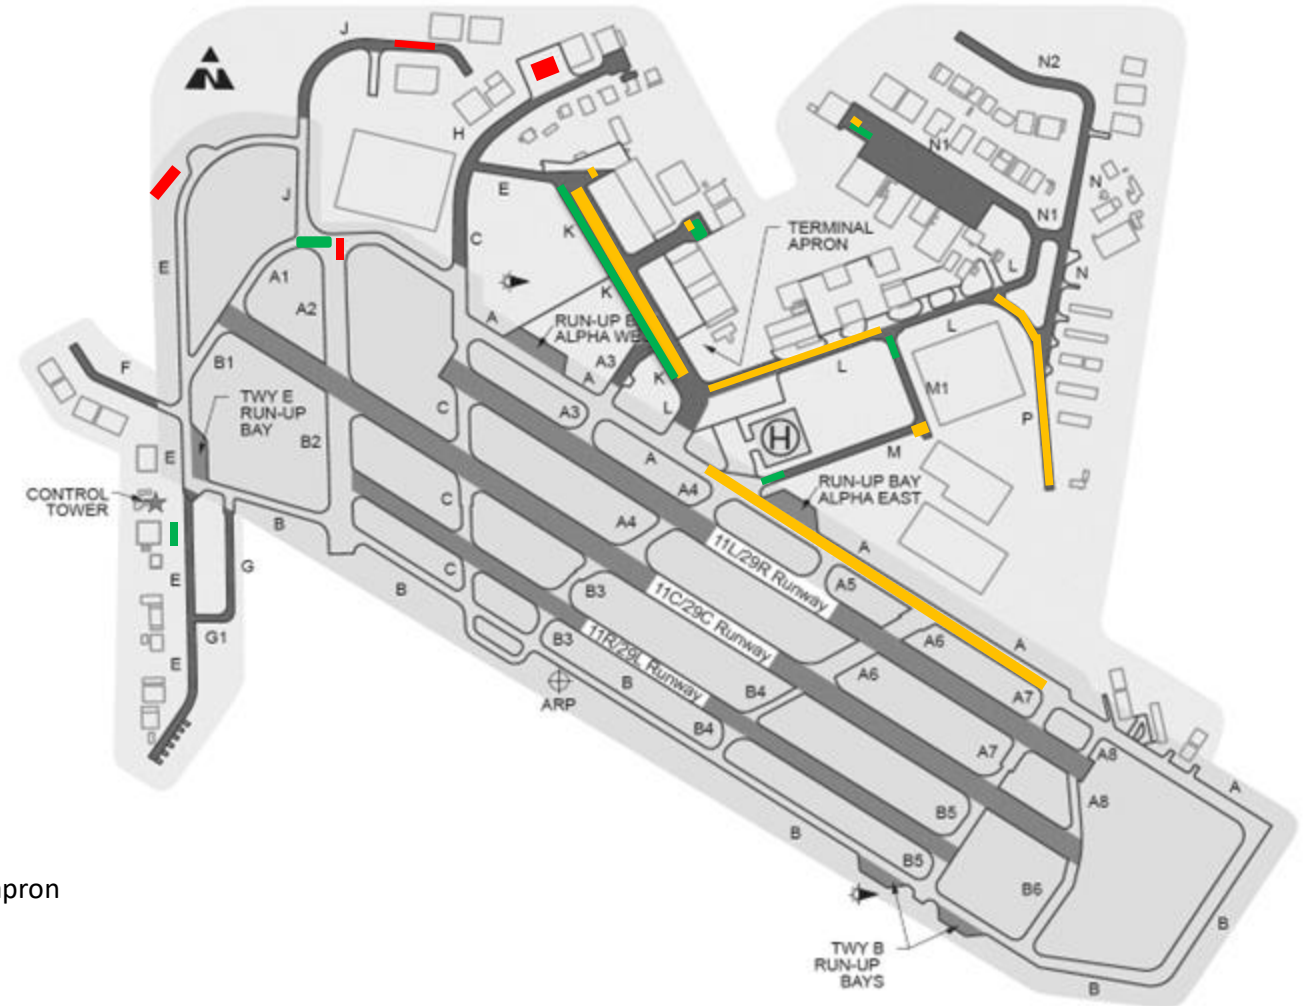 J
N2
N
H
N1
N
E
J
N1
K
C
TERMINAL
APRON
E
L
N
A1
K
A2
A
RUN-UP B
ALPHA WE
L
B1
A3
L
F
A
K
M1
TWY E
RUN-UP
BAY
C
L
A3
P
H
B2
M
E
A
RUN-UP BAY
ALPHA EAST
A4
CONTROL
TOWER
C
B
A4
A
11L/29R Runway
G
C
E
B
B3
A5
11C/29C Runway
G1
B3
11R/29L Runway
A6
A
E
A6
B
B4
A7
ARP
B4
A7
A8
A
A8
B5
B
B5
apron
B6
B
TWY B
RUN-UP
BAYS
B